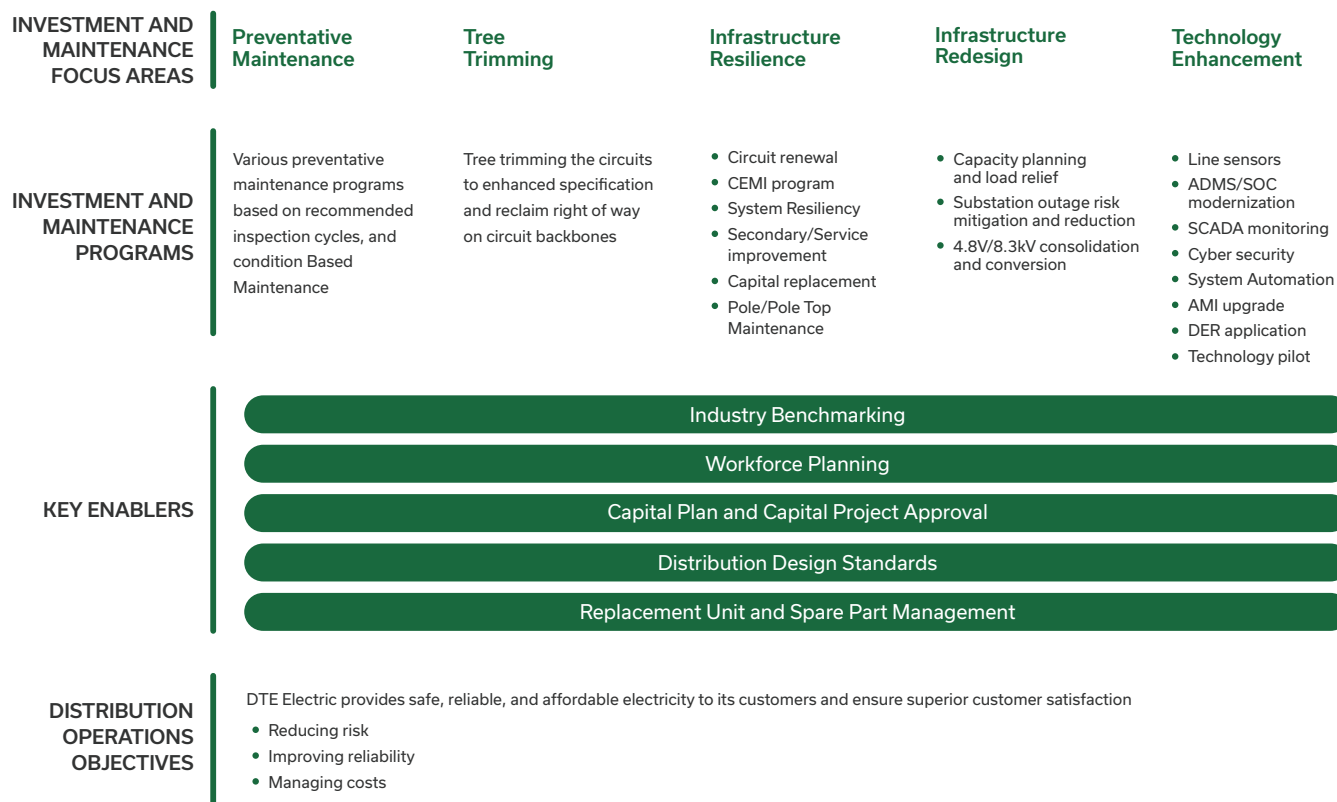 INVESTMENT AND
MAINTENANCE
FOCUS AREAS
Preventative
Maintenance
Tree
Trimming
Infrastructure
Resilience
Infrastructure
Redesign
Technology
Enhancement
INVESTMENT AND
MAINTENANCE
PROGRAMS
Various preventative
maintenance programs
based on recommended
inspection cycles, and
condition Based
Maintenance
Tree trimming the circuits
to enhanced specification
and reclaim right of way
on circuit backbones
• Circuit renewal
• CEMI program
• System Resiliency
• Secondary/Service
improvement
• Capital replacement
• Pole/Pole Top
Maintenance
• Capacity planning
and load relief
• Substation outage risk
mitigation and reduction
• 4.8V/8.3kV consolidation
and conversion
• Line sensors
• ADMS/SOC
modernization
• SCADA monitoring
• Cyber security
• System Automation
• AMI upgrade
• DER application
• Technology pilot
KEY ENABLERS
Industry Benchmarking
Workforce Planning
Capital Plan and Capital Project Approval
Distribution Design Standards
Replacement Unit and Spare Part Management
DISTRIBUTION
OPERATIONS
OBJECTIVES
DTE Electric provides safe, reliable, and affordable electricity to its customers and ensure superior customer satisfaction
• Reducing risk
• Improving reliability
• Managing costs